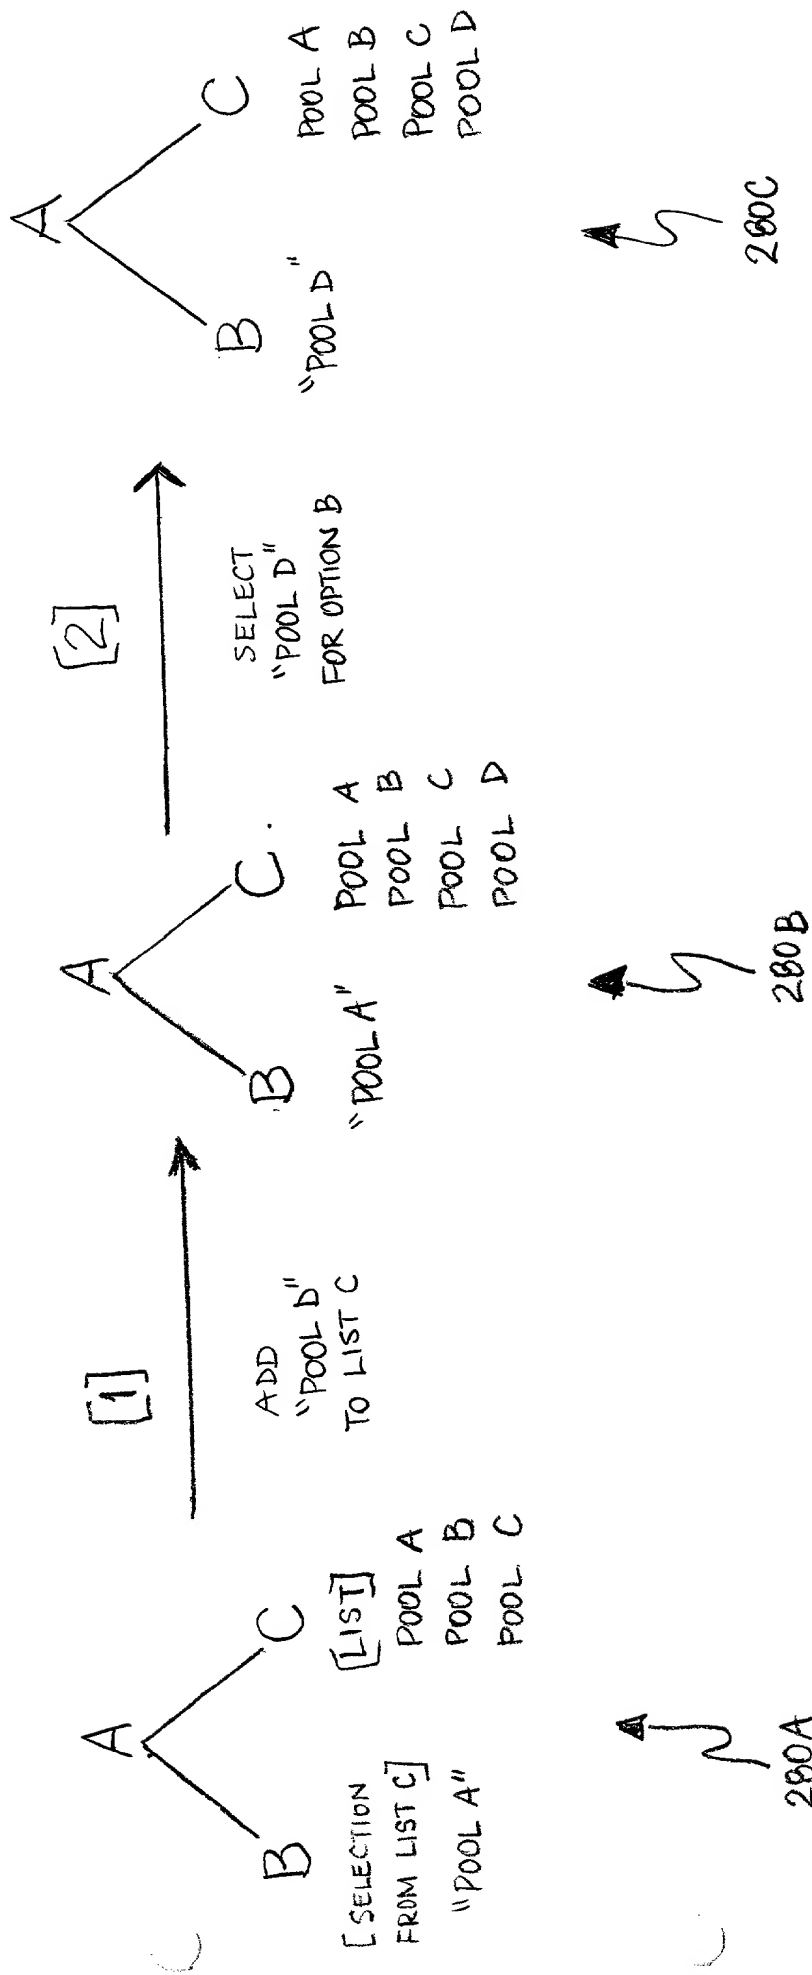 A
B
C
[SELECTION
FROM LIST C]
"POOL A"
[LIST]
POOL A
POOL B
POOL C
280A
[1]
ADD
"POOL D"
TO LIST C
A
B
C
"POOL A"
POOL A
POOL B
POOL C
POOL D
280B
[2]
SELECT
"POOL D"
FOR OPTION B
A
B
C
"POOL D"
POOL A
POOL B
POOL C
POOL D
280C